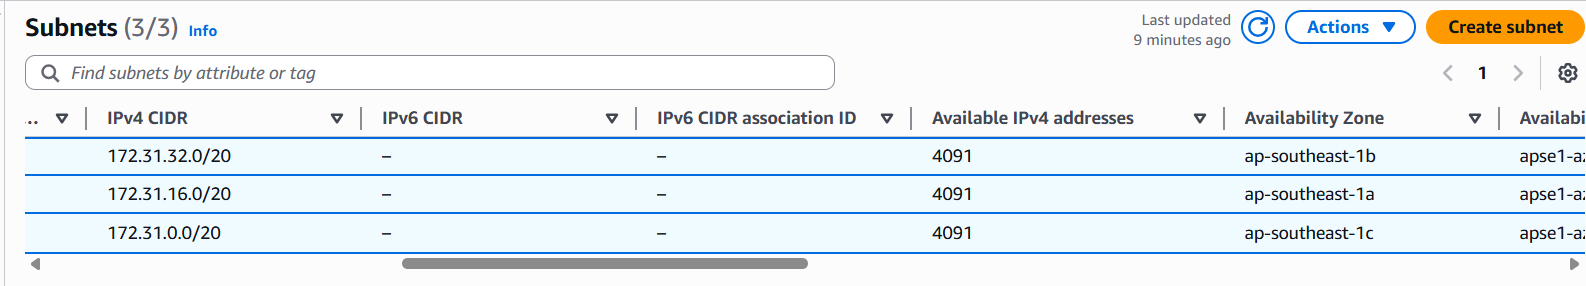 Subnets (3/3) Info
Last updated
9 minutes ago
Actions
Create subnet
Find subnets by attribute or tag
1
... IPv4 CIDR IPv6 CIDR IPv6 CIDR association ID Available IPv4 addresses Availability Zone Availabi
172.31.32.0/20 – – 4091 ap-southeast-1b apse1-az
172.31.16.0/20 – – 4091 ap-southeast-1a apse1-az
172.31.0.0/20 – – 4091 ap-southeast-1c apse1-az